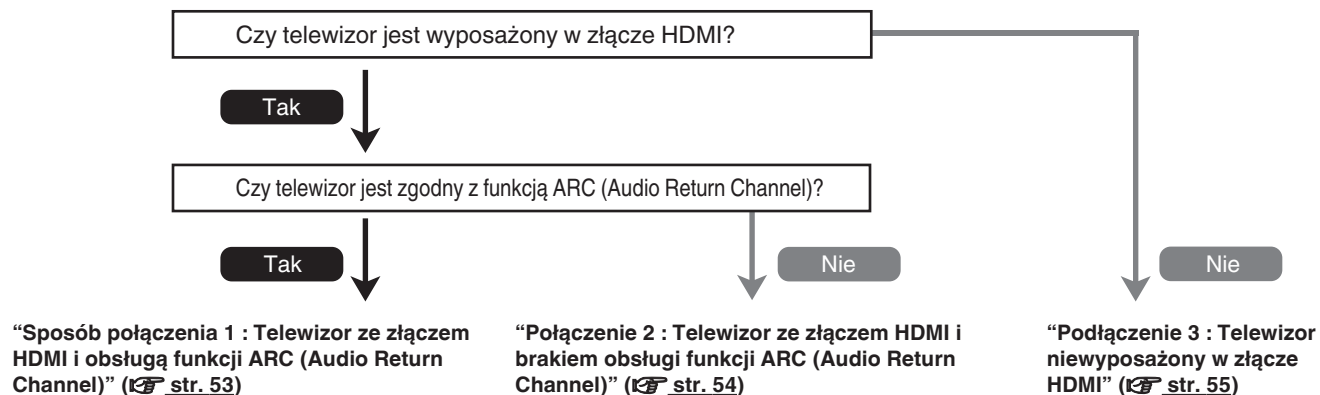 Czy telewizor jest wyposażony w złącze HDMI?
Tak
Czy telewizor jest zgodny z funkcją ARC (Audio Return Channel)?
Tak
Nie
Nie
“Sposób połączenia 1 : Telewizor ze złączem
HDMI i obsługą funkcji ARC (Audio Return
Channel)” (☞ str. 53)
“Połączenie 2 : Telewizor ze złączem HDMI i
brakiem obsługi funkcji ARC (Audio Return
Channel)” (☞ str. 54)
“Podłączenie 3 : Telewizor
niewyposażony w złącze
HDMI” (☞ str. 55)